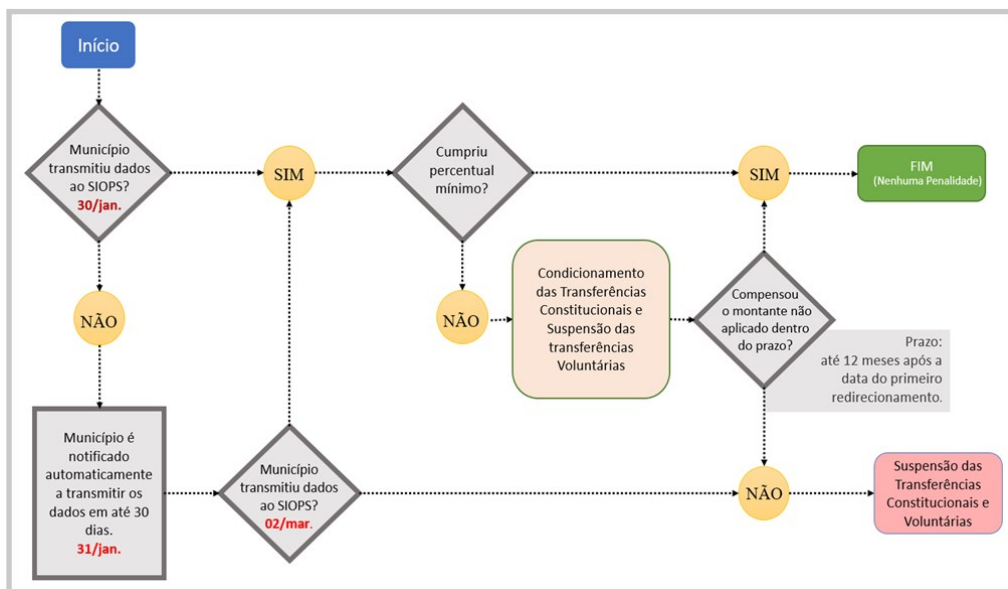 Início
Município
transmitiu dados
ao SIOPS?
30/jan.
SIM
Cumpriu
percentual
mínimo?
SIM
FIM
(Nenhuma Penalidade)
NÃO
NÃO
Condicionamento
das Transferências
Constitucionais e
Suspensão das
transferências
Voluntárias
Compensou
o montante não
aplicado dentro
do prazo?
Prazo:
até 12 meses após a
data do primeiro
redirecionamento.
Município é
notificado
automaticamente
a transmitir os
dados em até 30
dias.
31/jan.
Município
transmitiu dados
ao SIOPS?
02/mar.
NÃO
Suspensão das
Transferências
Constitucionais e
Voluntárias